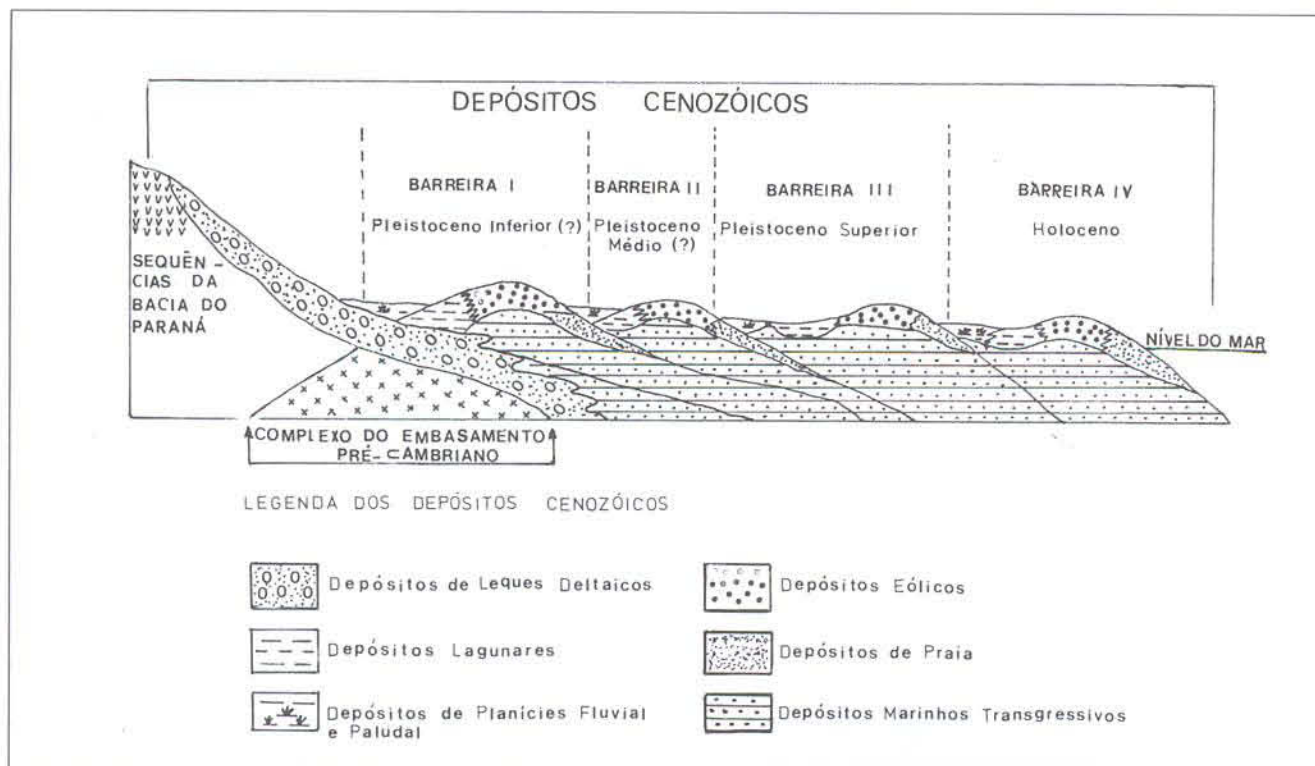 DEPÓSITOS CENOZÓICOS
BARREIRA I
Pleistoceno Inferior (?)
BARREIRA II
Pleistoceno
Médio (?)
BARREIRA III
Pleistoceno Superior
BARREIRA IV
Holoceno
SEQUÊN-
CIAS DA
BACIA DO
PARANÁ
NÍVEL DO MAR
COMPLEXO DO EMBASAMENTO
PRÉ-CAMBRIANO
LEGENDA DOS DEPÓSITOS CENOZÓICOS
Depósitos de Leques Deltaicos
Depósitos Lagunares
Depósitos de Planícies Fluvial
e Paludal
Depósitos Eólicos
Depósitos de Praia
Depósitos Marinhos Transgressivos